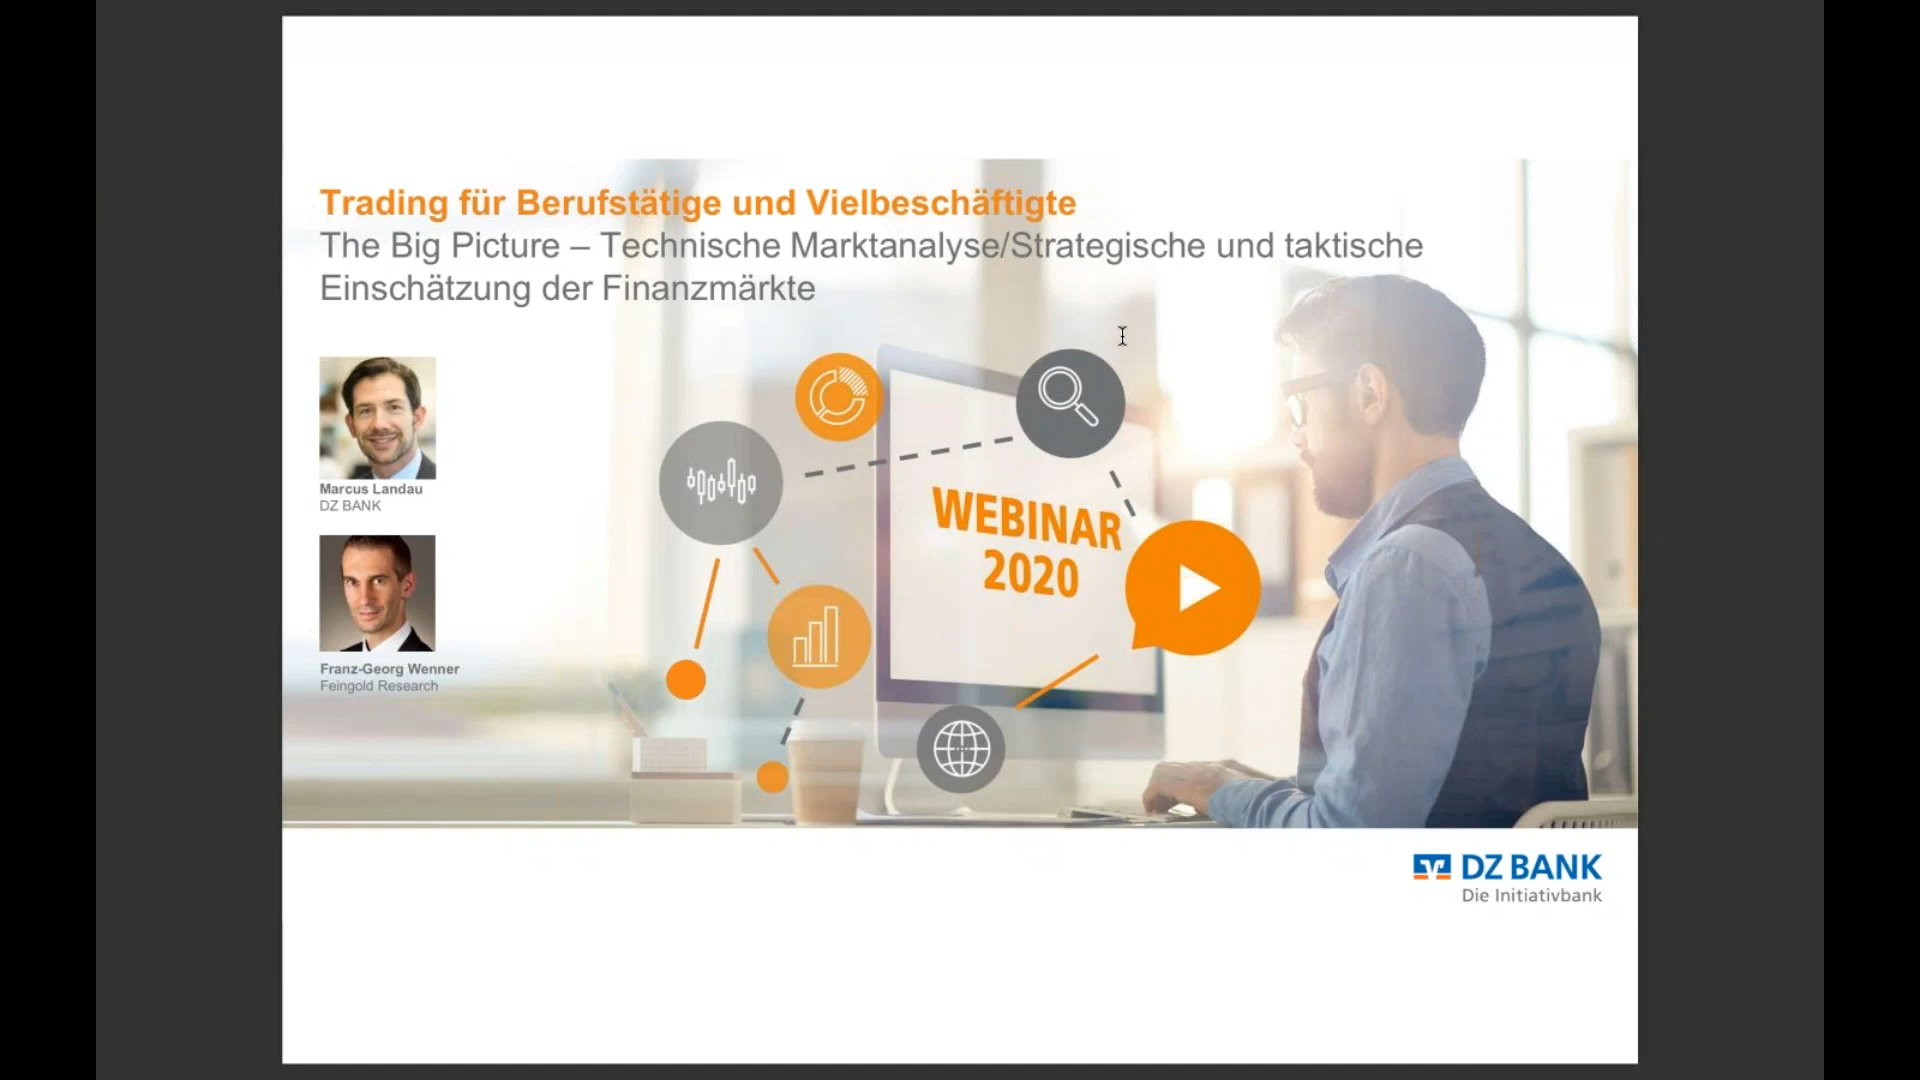 Trading für Berufstätige und Vielbeschäftigte
The Big Picture – Technische Marktanalyse/Strategische und taktische
Einschätzung der Finanzmärkte
Marcus Landau
DZ BANK
Franz-Georg Wenner
Feingold Research
WEBINAR
2020
DZ BANK
Die Initiativbank